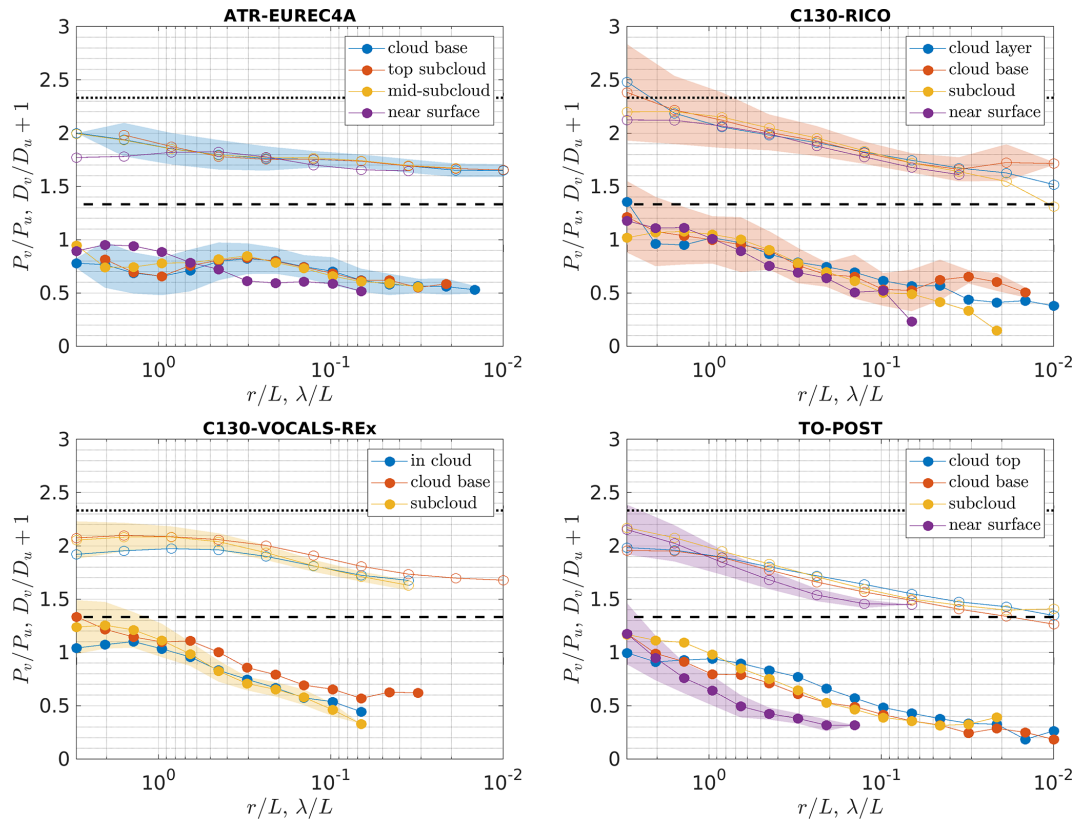 ATR-EUREC4A
3
2.5
2
1.5
1
0.5
0
P_v/P_u, D_v/D_u + 1
cloud base
top subcloud
mid-subcloud
near surface
10^0
10^-1
10^-2
r/L, λ/L
C130-RICO
3
2.5
2
1.5
1
0.5
0
P_v/P_u, D_v/D_u + 1
cloud layer
cloud base
subcloud
near surface
10^0
10^-1
10^-2
r/L, λ/L
C130-VOCALS-REx
3
2.5
2
1.5
1
0.5
0
P_v/P_u, D_v/D_u + 1
in cloud
cloud base
subcloud
10^0
10^-1
10^-2
r/L, λ/L
TO-POST
3
2.5
2
1.5
1
0.5
0
P_v/P_u, D_v/D_u + 1
cloud top
cloud base
subcloud
near surface
10^0
10^-1
10^-2
r/L, λ/L